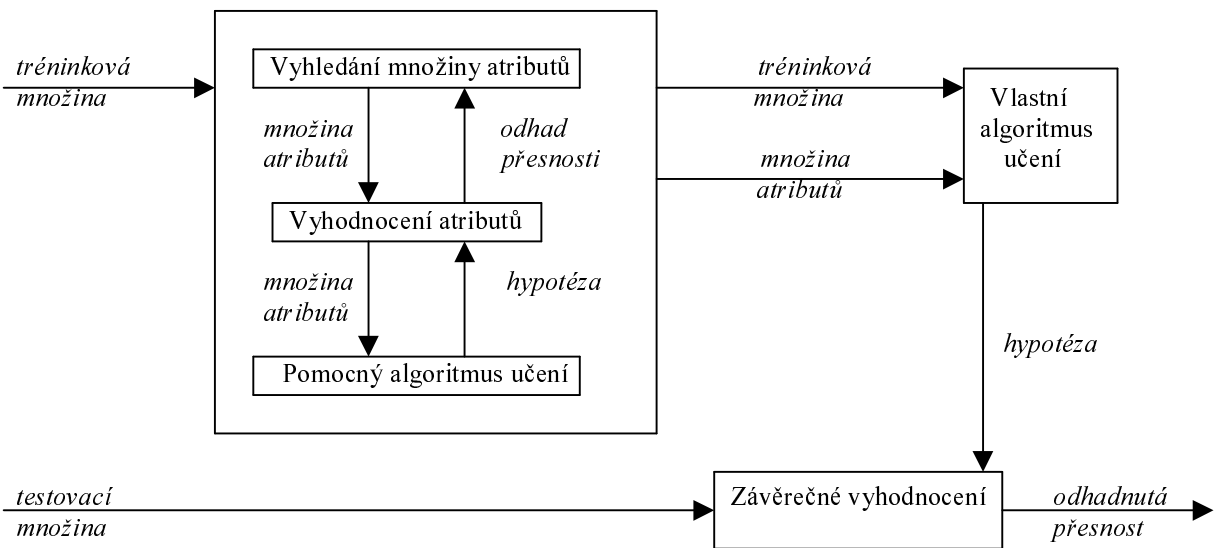 tréninková
množina
Vyhledání množiny atributů
množina
atributů
odhad
přesnosti
Vyhodnocení atributů
množina
atributů
hypotéza
Pomocný algoritmus učení
tréninková
množina
množina
atributů
Vlastní
algoritmus
učení
hypotéza
testovací
množina
Závěrečné vyhodnocení
odhadnutá
přesnost